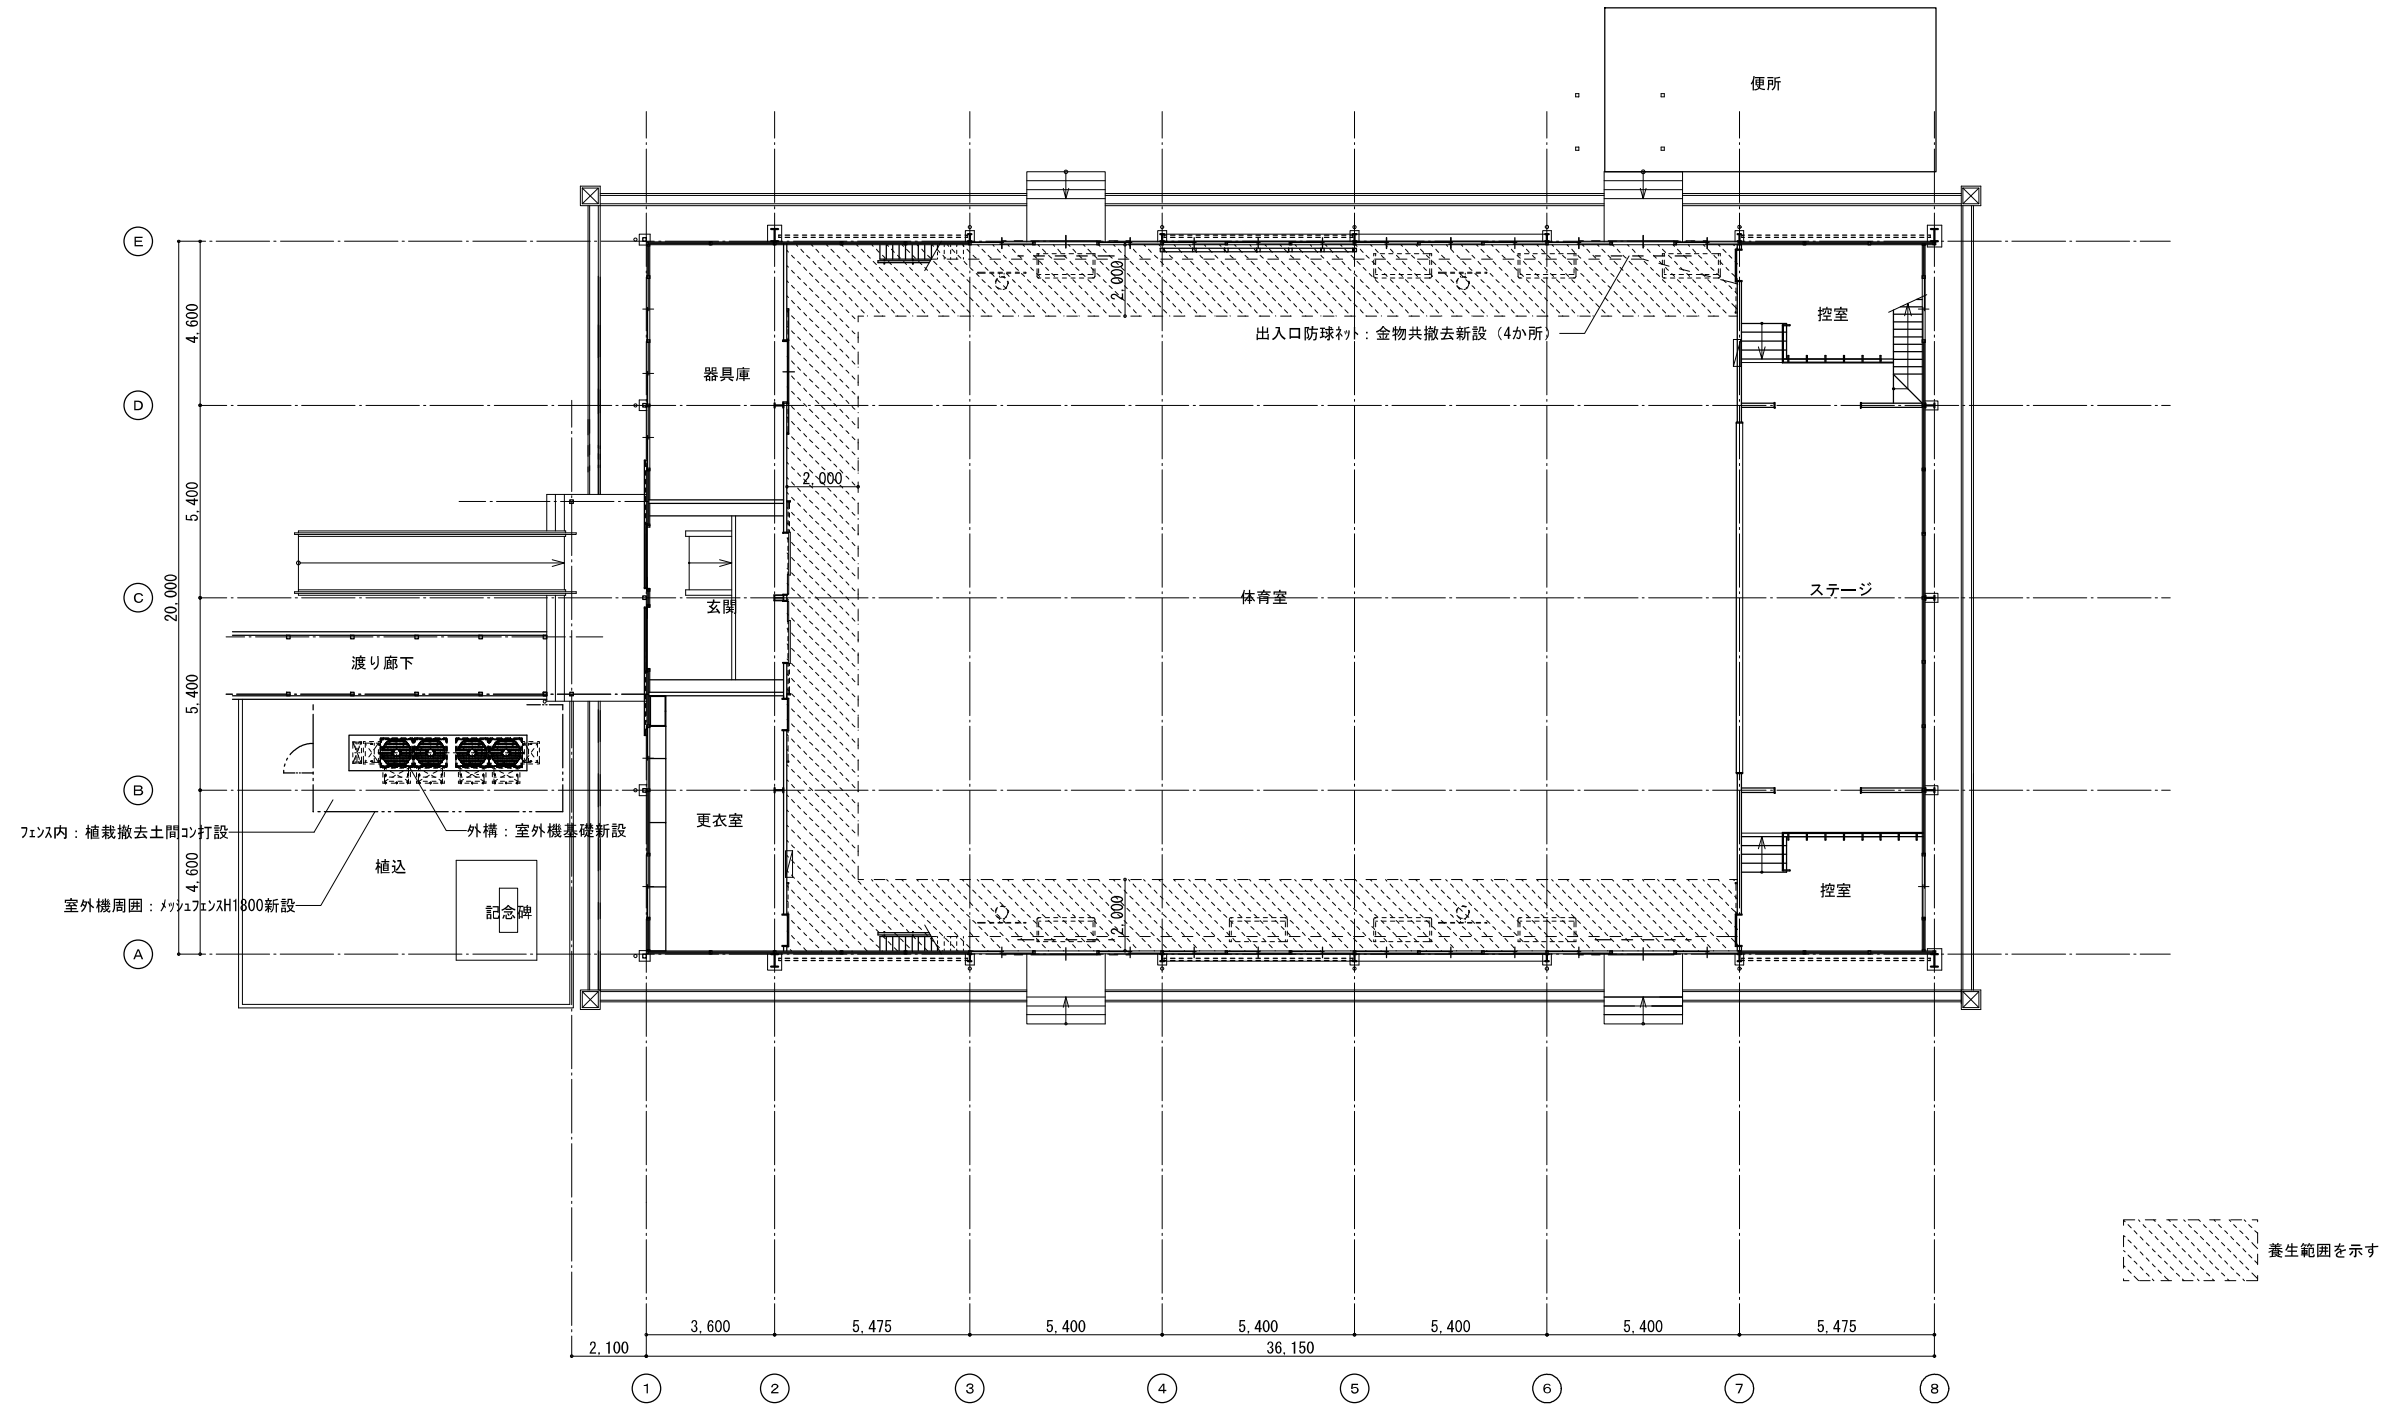 便所
E
4,600
2,000
控室
出入口防球ﾈｯﾄ：金物共撤去新設（4か所）
器具庫
D
5,400
2,000
20,000
C
玄関
体育室
ステージ
渡り廊下
5,400
B
ﾌｪﾝｽ内：植栽撤去土間ｺﾝ打設
外構：室外機基礎新設
更衣室
植込
4,600
室外機周囲：ﾒｯｼｭﾌｪﾝｽH1800新設
記念碑
2,000
控室
A
養生範囲を示す
3,600
5,475
5,400
5,400
5,400
5,400
5,475
2,100
36,150
1
2
3
4
5
6
7
8